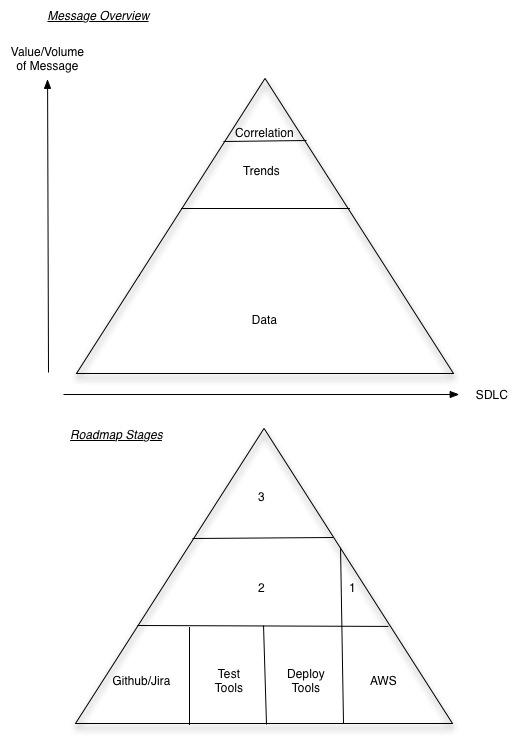 Message Overview
Value/Volume
of Message
Correlation
Trends
Data
SDLC
Roadmap Stages
3
2
1
Github/Jira
Test
Tools
Deploy
Tools
AWS